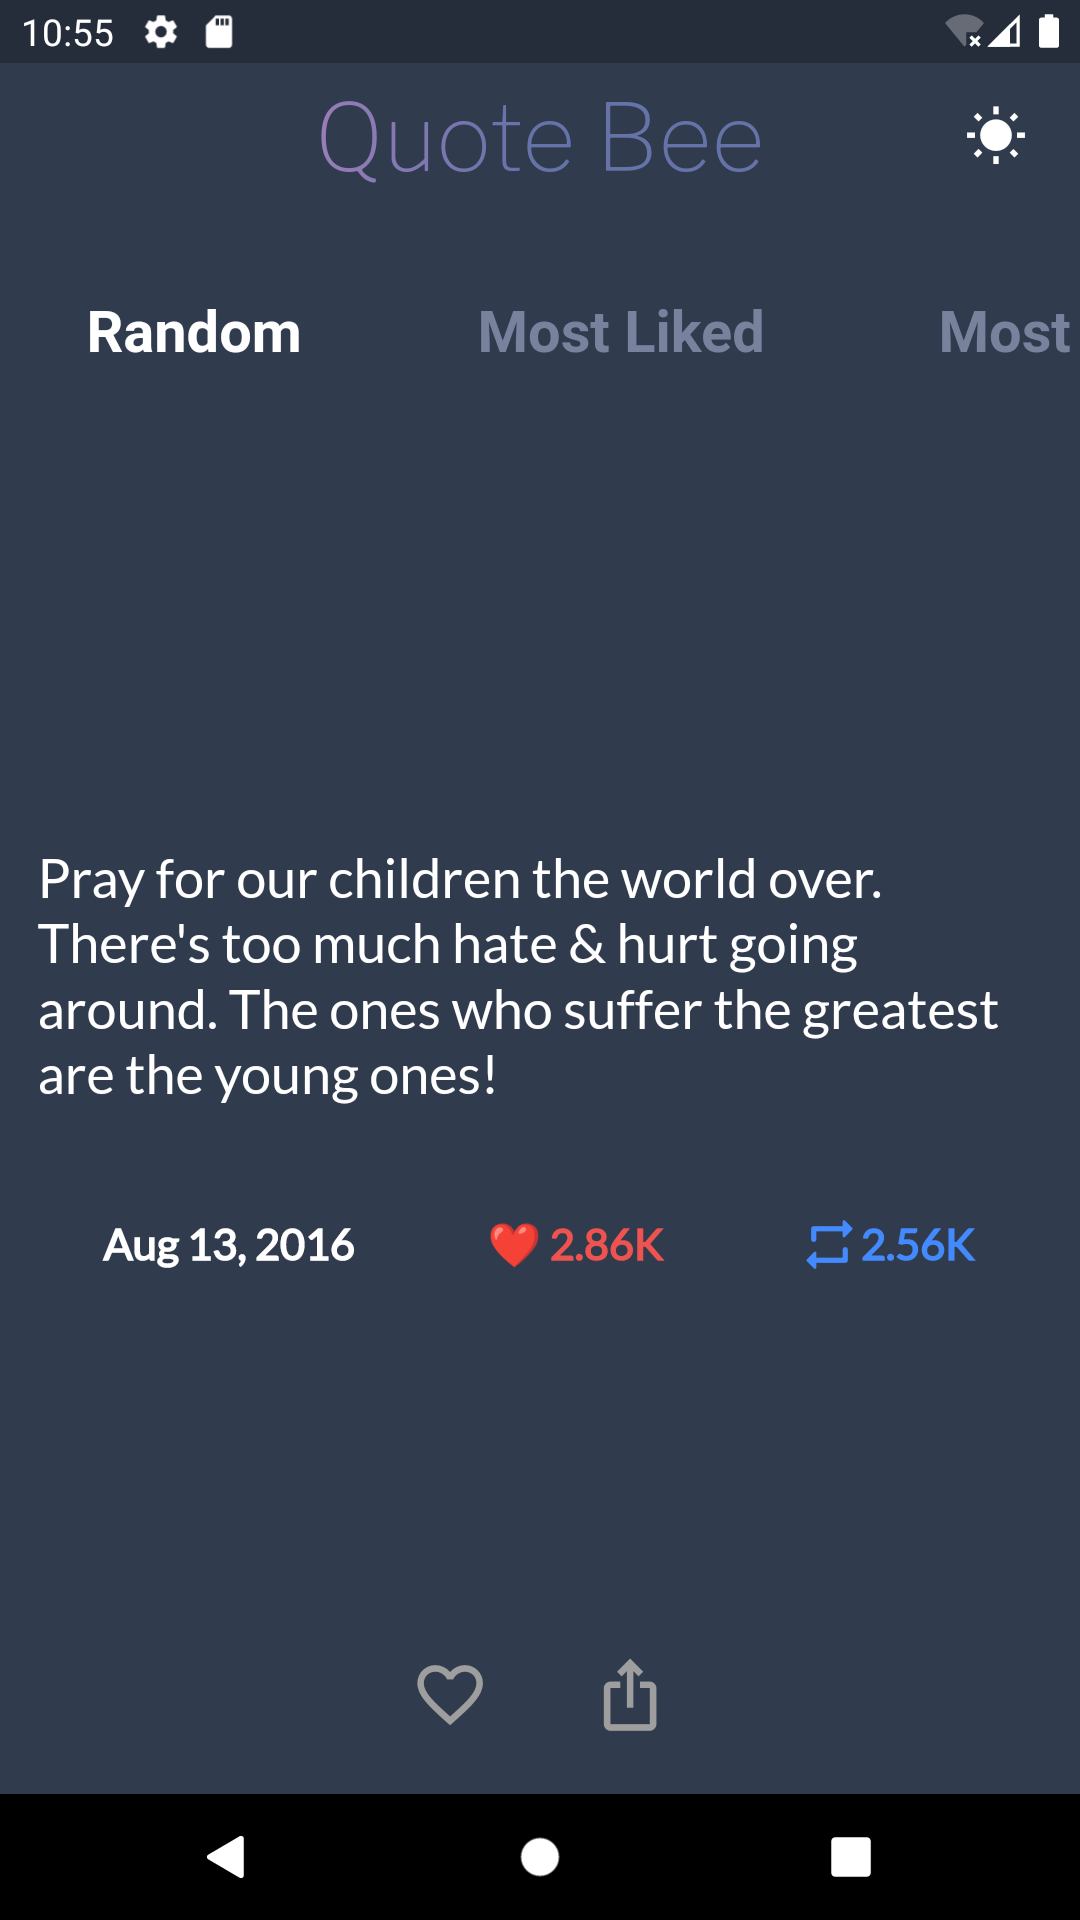 10:55
Quote Bee
Random Most Liked Most
Pray for our children the world over.
There's too much hate & hurt going
around. The ones who suffer the greatest
are the young ones!
Aug 13, 2016 ❤️ 2.86K 2.56K